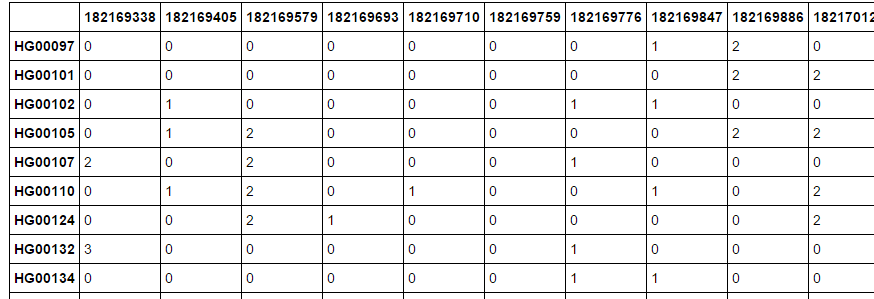 182169338 182169405 182169579 182169693 182169710 182169759 182169776 182169847 182169886 18217012
HG00097 0 0 0 0 0 0 0 1 2 0
HG00101 0 0 0 0 0 0 0 0 2 2
HG00102 0 1 0 0 0 0 1 1 0 0
HG00105 0 1 2 0 0 0 0 0 2 2
HG00107 2 0 2 0 0 0 1 0 0 0
HG00110 0 1 2 0 1 0 0 1 0 2
HG00124 0 0 2 1 0 0 0 0 0 2
HG00132 3 0 0 0 0 0 1 0 0 0
HG00134 0 0 0 0 0 0 1 1 0 0